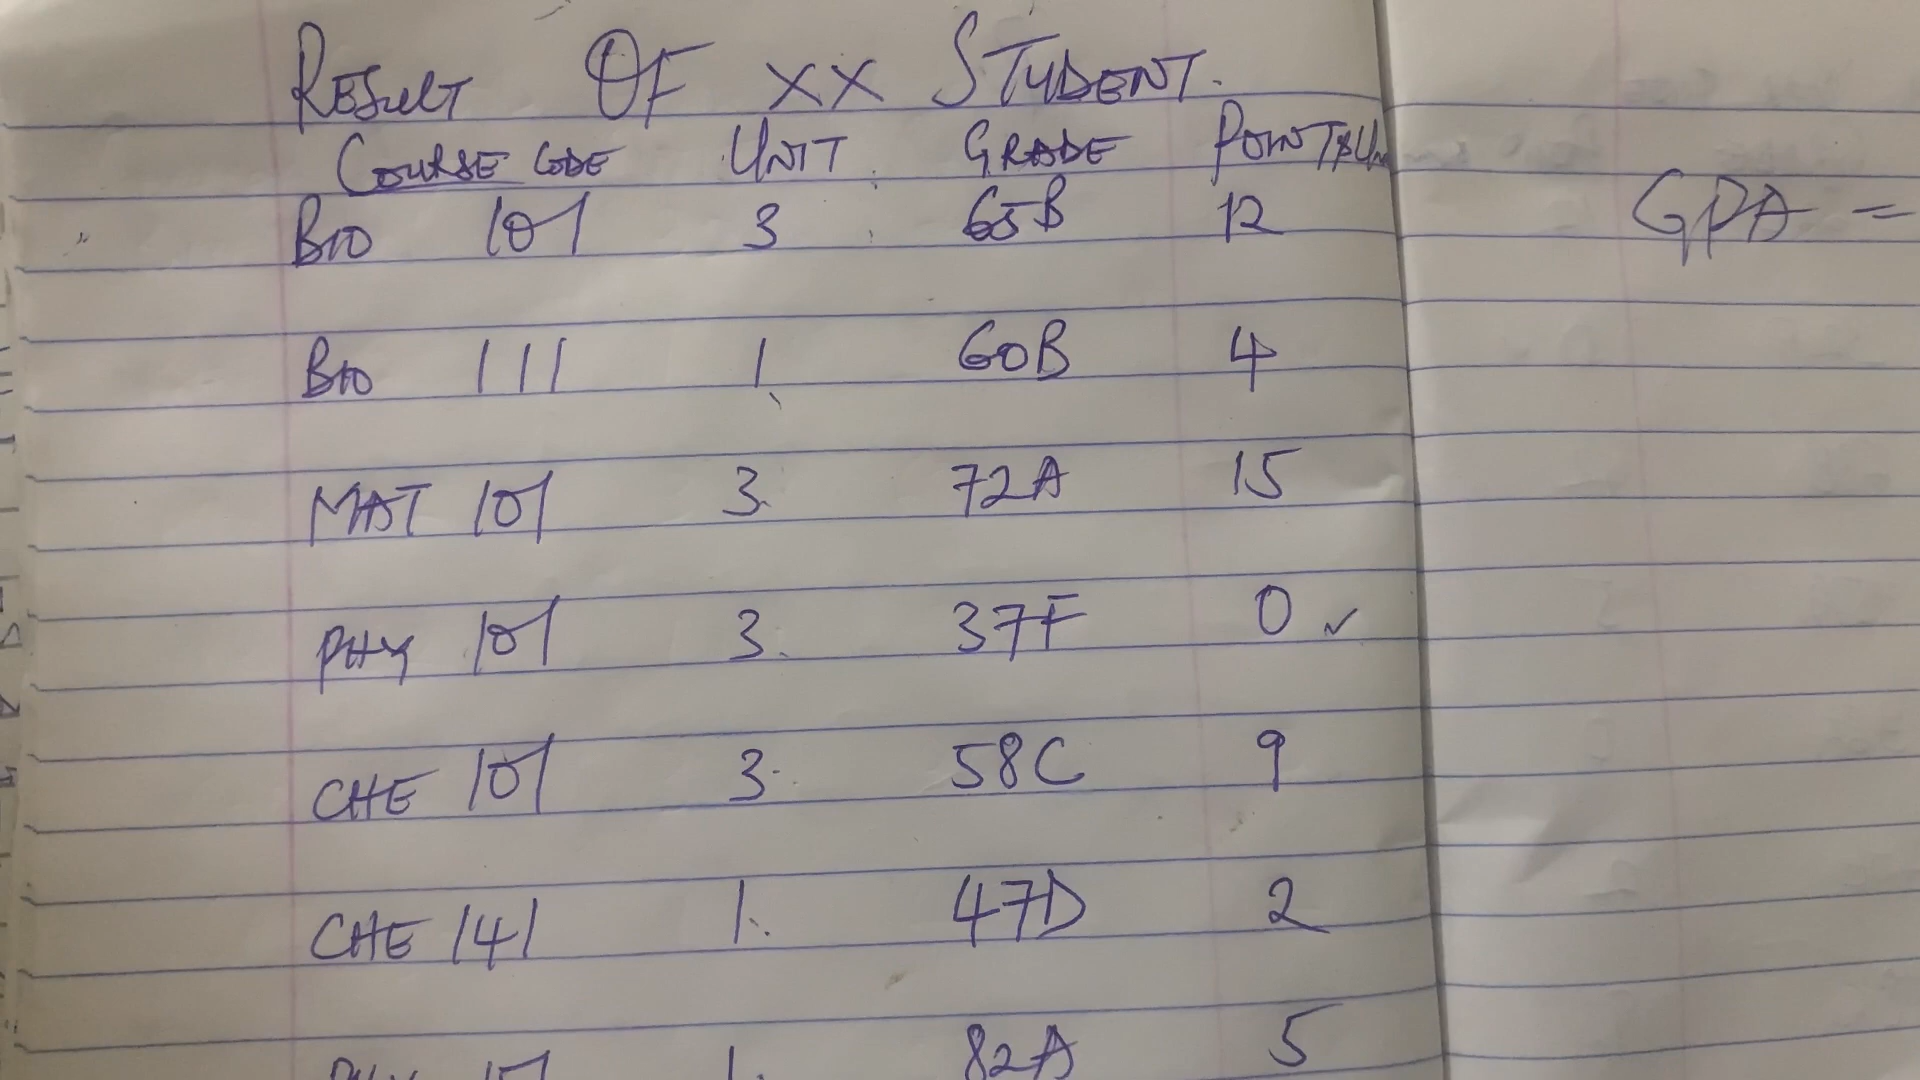 RESULT OF XX STUDENT.
COURSE CODE UNIT GRADE
BIO 101 3 65B 12
GPA =
BIO 111 1 60B 4
MAT 101 3. 72A 15
PHY 101 3. 37F 0 ✓
CHE 101 3. 58C 9
CHE 141 1. 47D 2
1. 82A 5